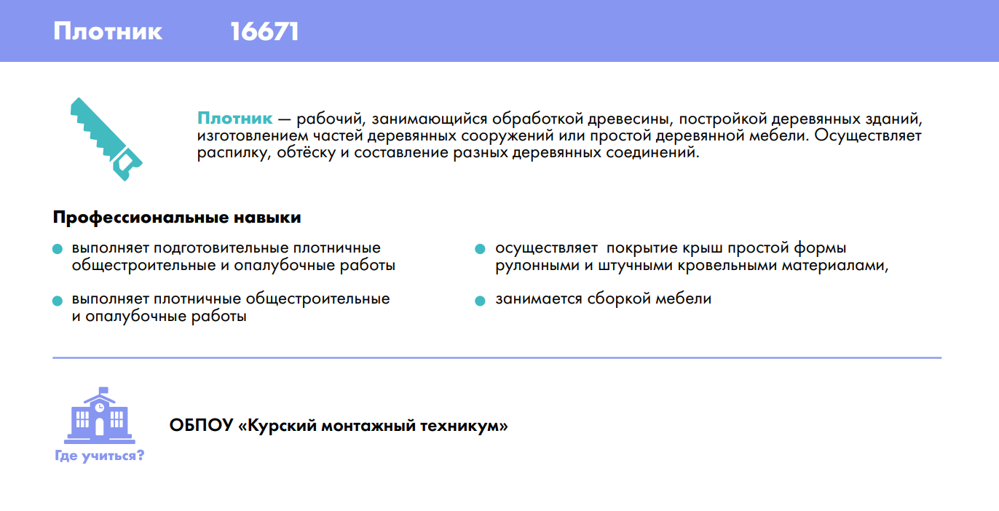 Плотник 16671
Плотник — рабочий, занимающийся обработкой древесины, постройкой деревянных зданий,
изготовлением частей деревянных сооружений или простой деревянной мебели. Осуществляет
распилку, обтёску и составление разных деревянных соединений.
Профессиональные навыки
выполняет подготовительные плотничные
общестроительные и опалубочные работы
выполняет плотничные общестроительные
и опалубочные работы
осуществляет  покрытие крыш простой формы
рулонными и штучными кровельными материалами,
занимается сборкой мебели
ОБПОУ «Курский монтажный техникум»
Где учиться?